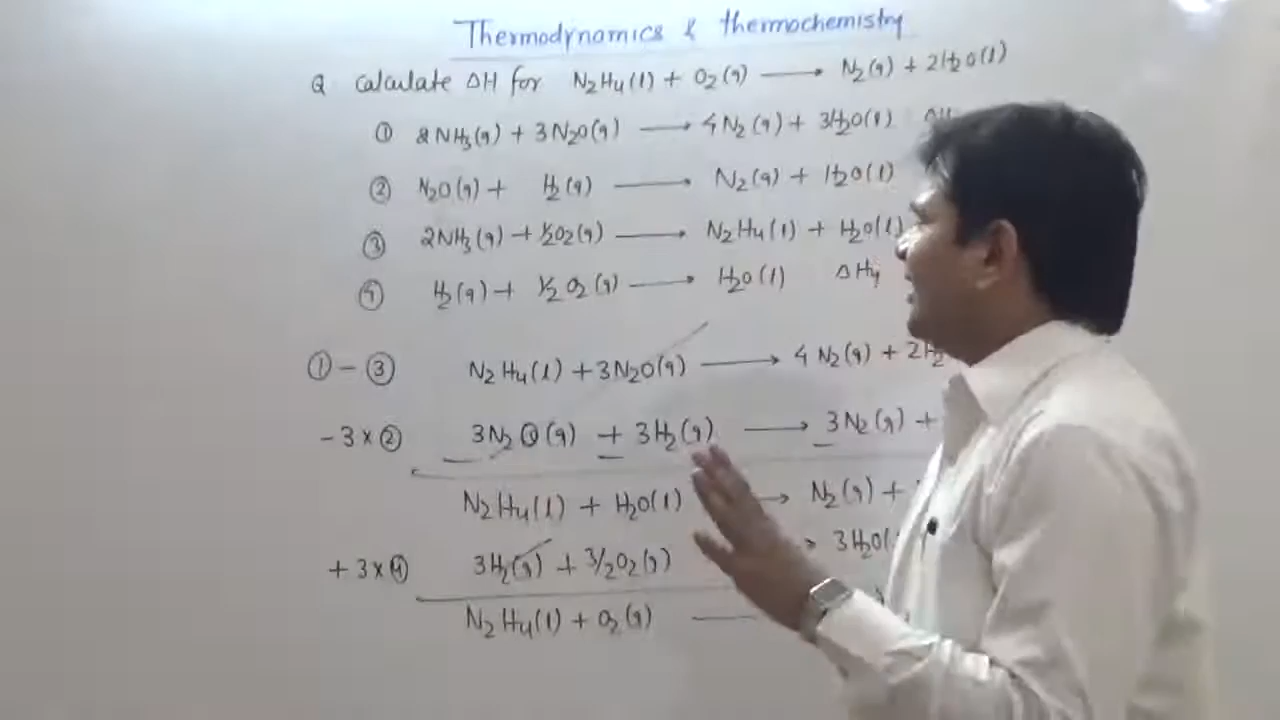 Thermodynamics & thermochemistry
Q calculate ΔH for N₂H₄(l) + O₂(g) ⟶ N₂(g) + 2H₂O(l)
① 2NH₃(g) + 3N₂O(g) ⟶ 4N₂(g) + 3H₂O(l)
② N₂O(g) + H₂(g) ⟶ N₂(g) + H₂O(l)
③ 2NH₃(g) + ½O₂(g) ⟶ N₂H₄(l) + H₂O(l)
④ H₂(g) + ½O₂(g) ⟶ H₂O(l) ΔH₄
① - ③ N₂H₄(l) + 3N₂O(g) ⟶ 4N₂(g) + 2H₂
-3×② 3N₂O(g) + 3H₂(g) ⟶ 3N₂(g) +
N₂H₄(l) + H₂O(l) ⟶ N₂(g) +
+3×④ 3H₂(g) + 3/2O₂(g) ⟶ 3H₂O(
N₂H₄(l) + O₂(g) ⟶